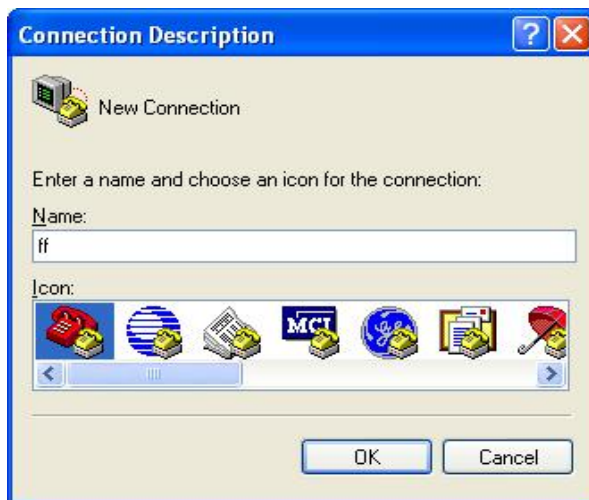 Connection Description
New Connection
Enter a name and choose an icon for the connection:
Name:
ff
Icon:
MCI
OK Cancel